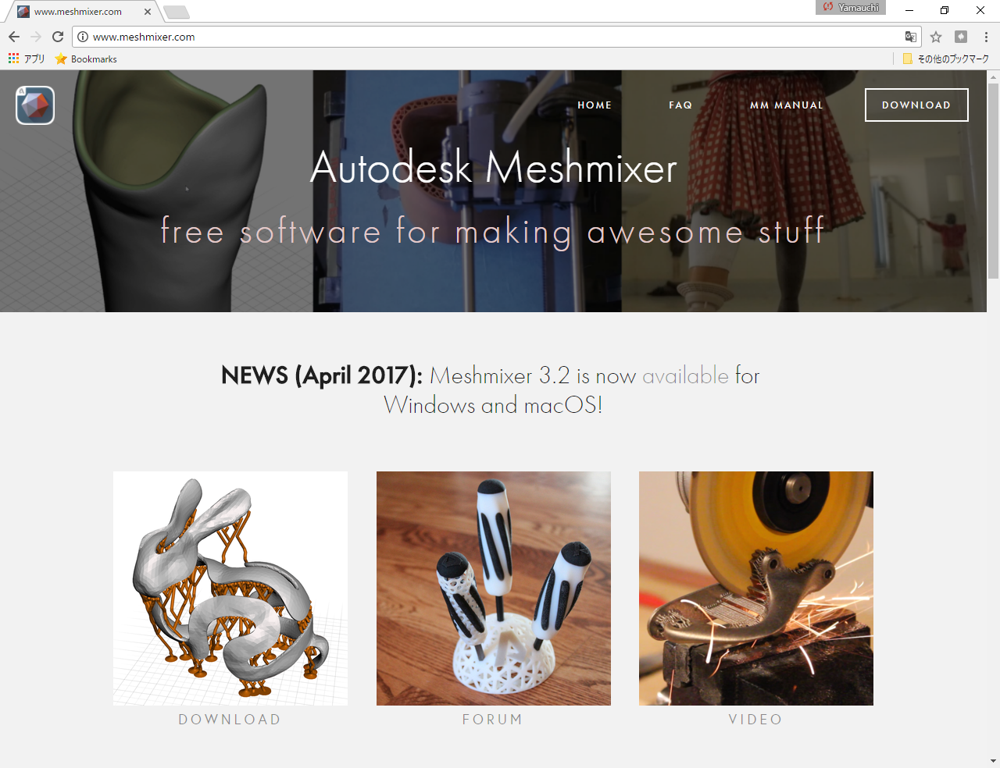 www.meshmixer.com
Yamauchi
www.meshmixer.com
アプリ
Bookmarks
その他のブックマーク
HOME
FAQ
MM MANUAL
DOWNLOAD
Autodesk Meshmixer
free software for making awesome stuff
NEWS (April 2017): Meshmixer 3.2 is now available for
Windows and macOS!
DOWNLOAD
FORUM
VIDEO